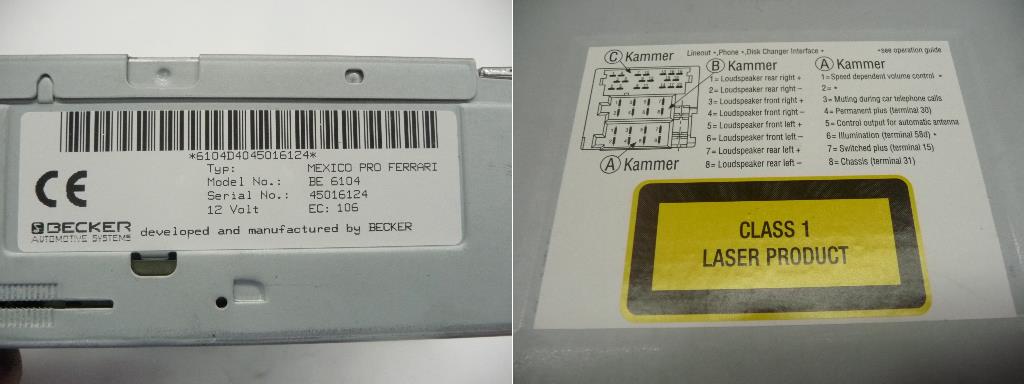 *6104D4045016124*
Typ: MEXICO PRO FERRARI
Model No.: BE 6104
Serial No.: 45016124
12 Volt EC: 106
CE
BECKER
AUTOMOTIVE SYSTEMS
developed and manufactured by BECKER
Lineout *,Phone *,Disk Changer Interface *
*see operation guide
C Kammer
B Kammer
1= Loudspeaker rear right +
2= Loudspeaker rear right –
3= Loudspeaker front right +
4= Loudspeaker front right –
5= Loudspeaker front left +
6= Loudspeaker front left –
7= Loudspeaker rear left +
8= Loudspeaker rear left –
A Kammer
1= Speed dependent volume control *
2= *
3= Muting during car telephone calls
4= Permanent plus (terminal 30)
5= Control output for automatic antenna
6= Illumination (terminal 58d) *
7= Switched plus (terminal 15)
8= Chassis (terminal 31)
A Kammer
CLASS 1
LASER PRODUCT